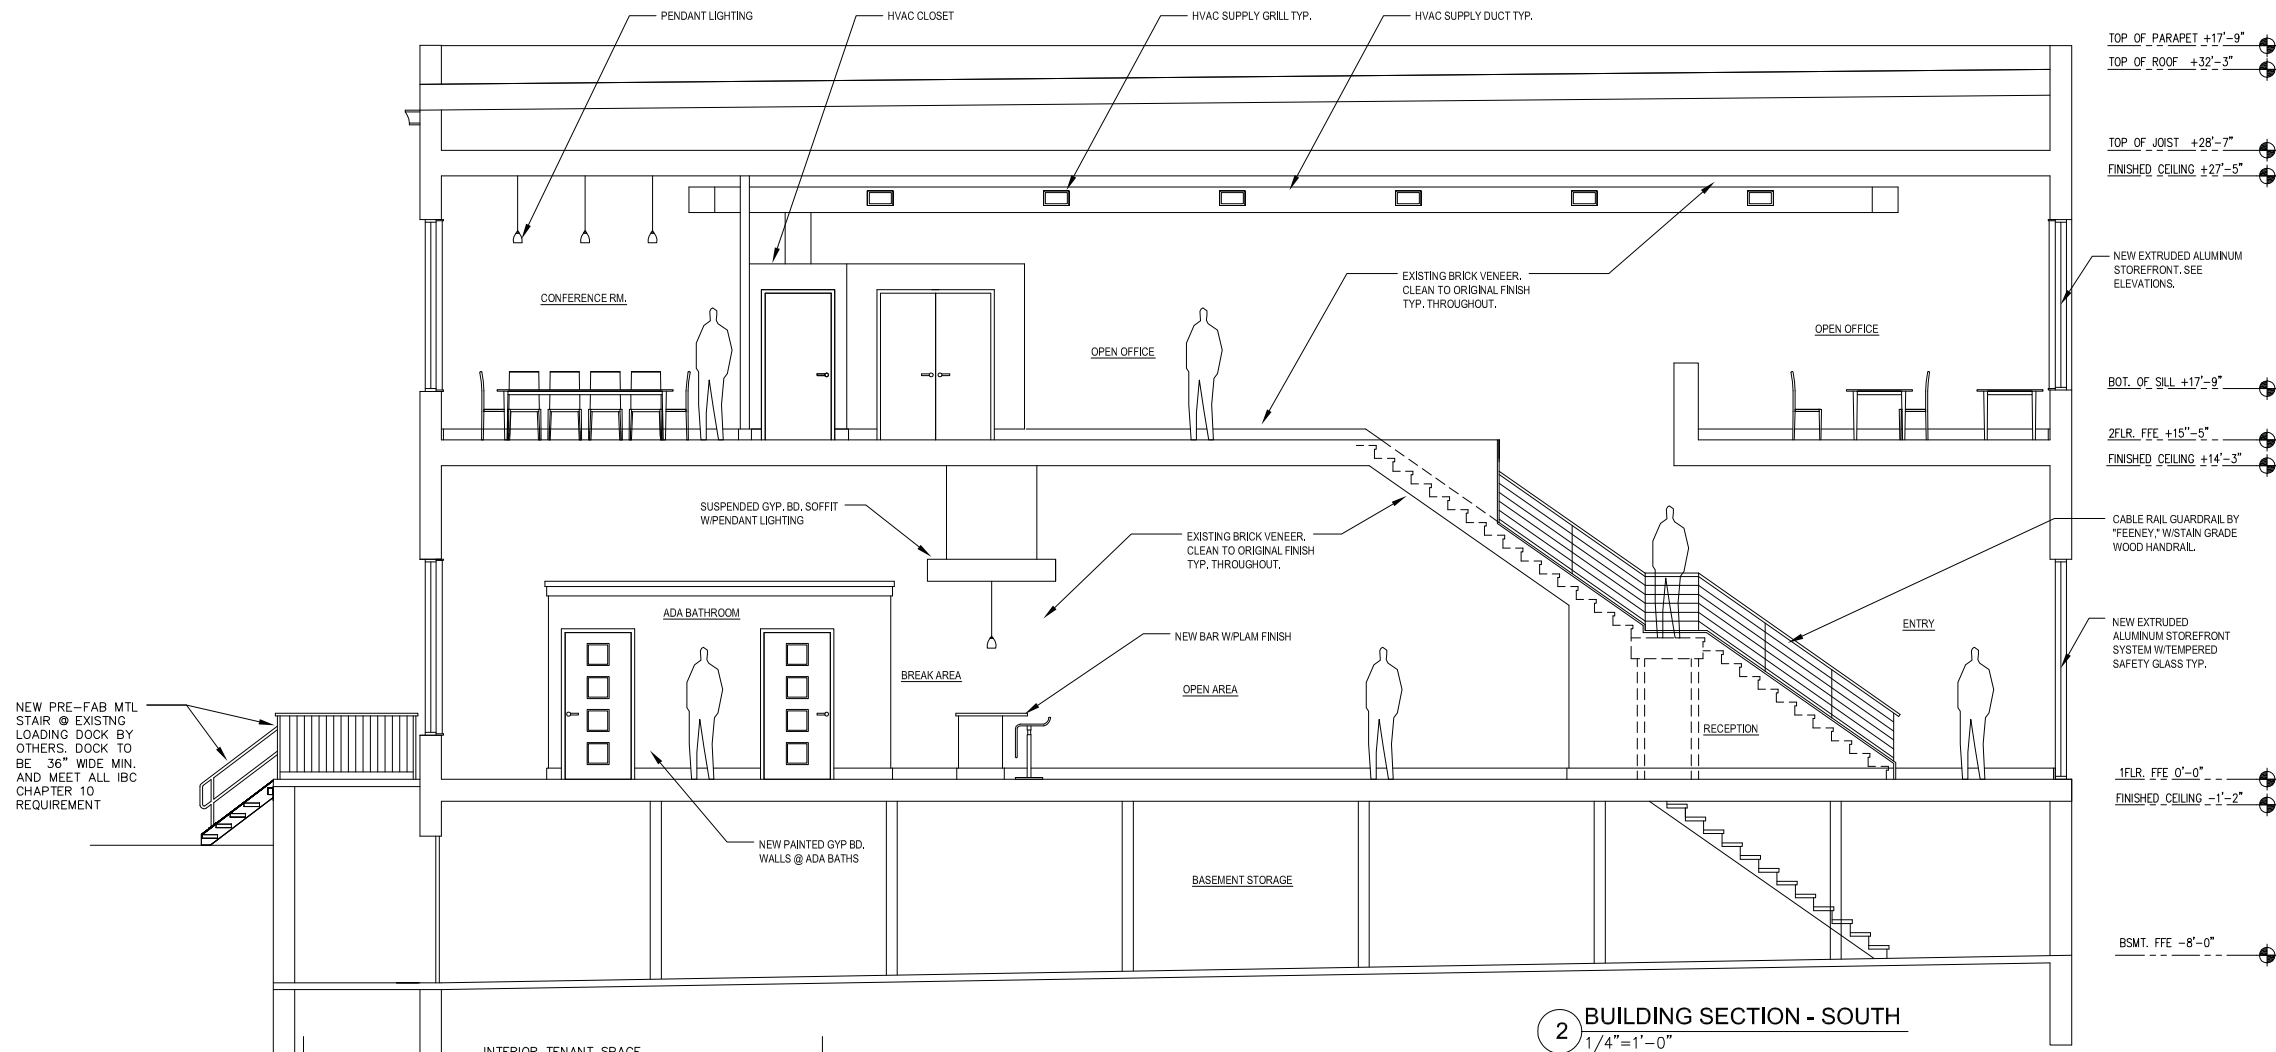 PENDANT LIGHTING
HVAC CLOSET
HVAC SUPPLY GRILL TYP.
HVAC SUPPLY DUCT TYP.
TOP OF PARAPET +17'-9"
TOP OF ROOF +32'-3"
TOP OF JOIST +28'-7"
FINISHED CEILING +27'-5"
NEW EXTRUDED ALUMINUM
STOREFRONT. SEE
ELEVATIONS.
EXISTING BRICK VENEER.
CLEAN TO ORIGINAL FINISH
TYP. THROUGHOUT.
CONFERENCE RM.
OPEN OFFICE
OPEN OFFICE
BOT. OF SILL +17'-9"
2FLR. FFE +15"-5"
FINISHED CEILING +14'-3"
SUSPENDED GYP. BD. SOFFIT
W/PENDANT LIGHTING
EXISTING BRICK VENEER.
CLEAN TO ORIGINAL FINISH
TYP. THROUGHOUT.
CABLE RAIL GUARDRAIL BY
"FEENEY," W/STAIN GRADE
WOOD HANDRAIL.
ADA BATHROOM
NEW BAR W/PLAM FINISH
ENTRY
NEW EXTRUDED
ALUMINUM STOREFRONT
SYSTEM W/TEMPERED
SAFETY GLASS TYP.
BREAK AREA
OPEN AREA
RECEPTION
NEW PRE-FAB MTL
STAIR @ EXISTNG
LOADING DOCK BY
OTHERS. DOCK TO
BE 36" WIDE MIN.
AND MEET ALL IBC
CHAPTER 10
REQUIREMENT
1FLR. FFE 0'-0"
FINISHED CEILING -1'-2"
NEW PAINTED GYP BD.
WALLS @ ADA BATHS
BASEMENT STORAGE
BSMT. FFE -8'-0"
2 BUILDING SECTION - SOUTH
1/4"=1'-0"
INTERIOR TENANT SPACE